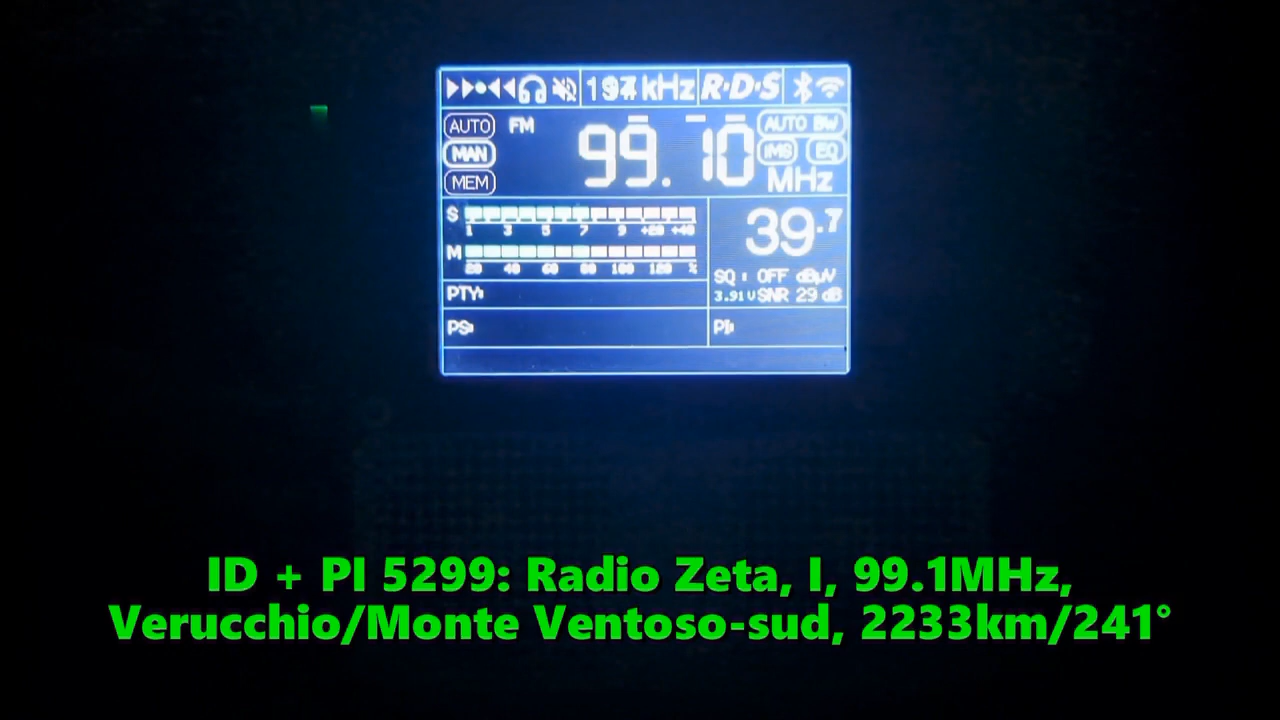 kHz R·D·S
AUTO FM 99.10 AUTO BW
MAN IMS EQ
MEM MHz
S
1 3 5 7 9 +20 +40
39.7
M
20 40 60 80 100 120 %
SQ: OFF dBµV
PTY: 3.91V SNR 29 dB
PS: PI:
ID + PI 5299: Radio Zeta, I, 99.1MHz,
Verucchio/Monte Ventoso-sud, 2233km/241°